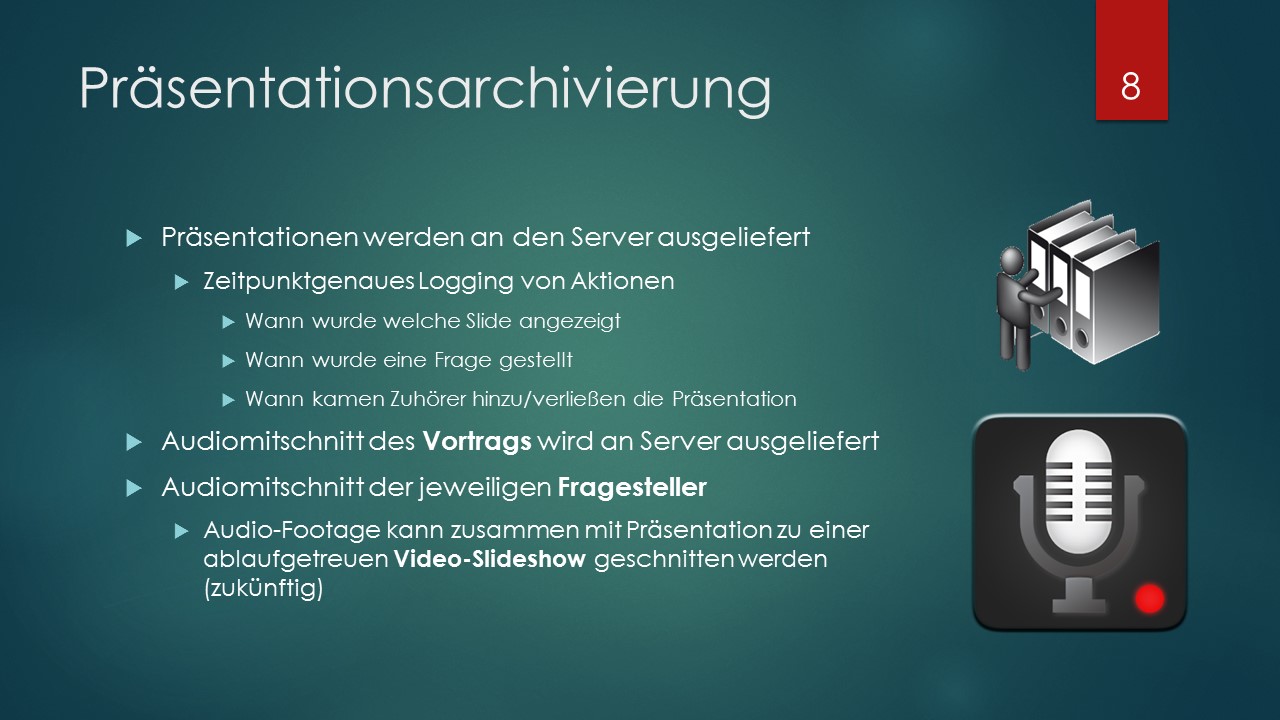 Präsentationsarchivierung
8
Präsentationen werden an den Server ausgeliefert
Zeitpunktgenaues Logging von Aktionen
Wann wurde welche Slide angezeigt
Wann wurde eine Frage gestellt
Wann kamen Zuhörer hinzu/verließen die Präsentation
Audiomitschnitt des Vortrags wird an Server ausgeliefert
Audiomitschnitt der jeweiligen Fragesteller
Audio-Footage kann zusammen mit Präsentation zu einer
ablaufgetreuen Video-Slideshow geschnitten werden
(zukünftig)